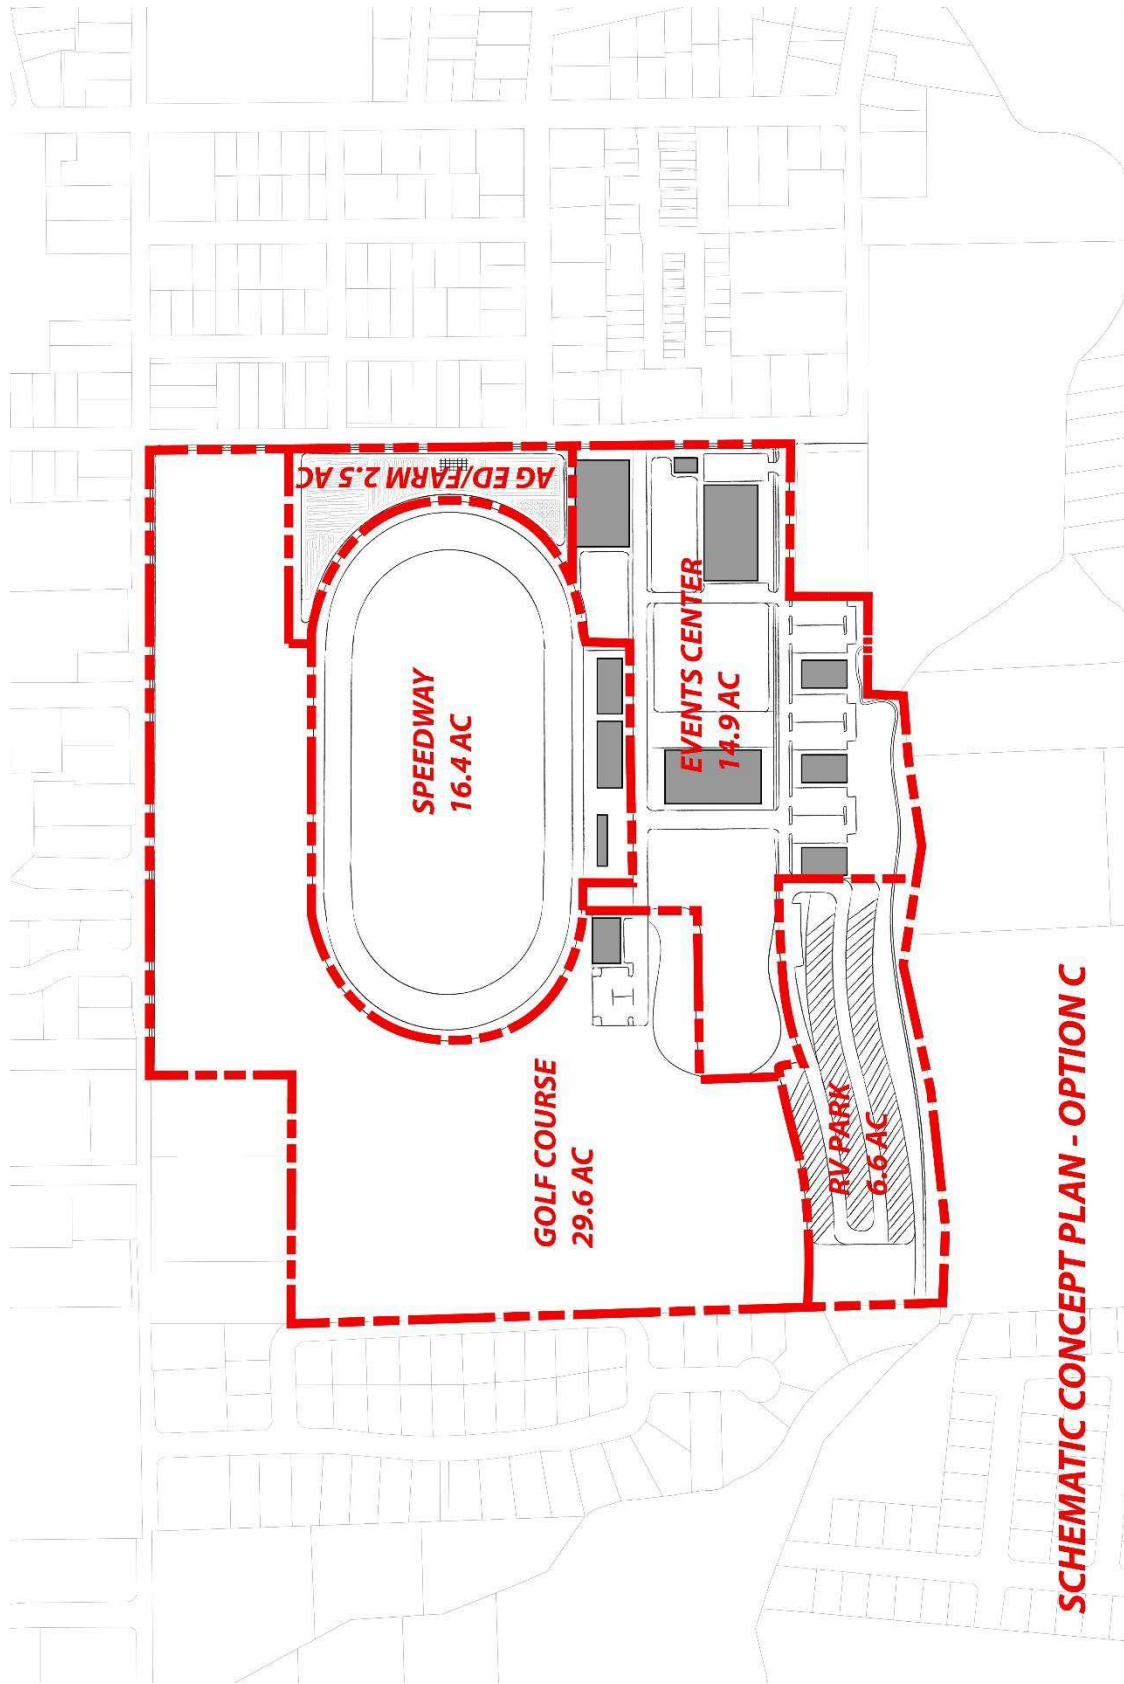 AG ED/FARM 2.5 AC
SPEEDWAY
16.4 AC
EVENTS CENTER
14.9 AC
GOLF COURSE
29.6 AC
RV PARK
6.6 AC
SCHEMATIC CONCEPT PLAN - OPTION C